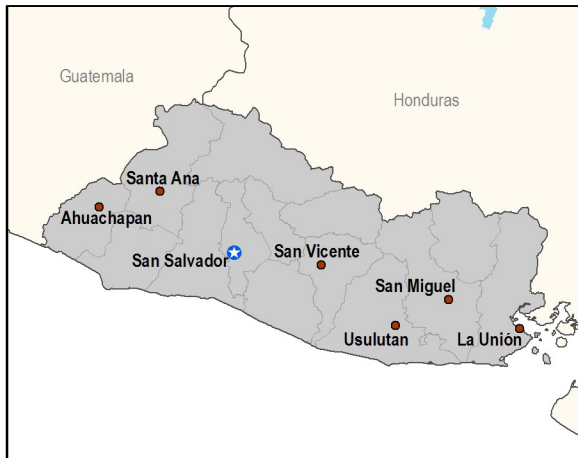 Guatemala
Honduras
Santa Ana
Ahuachapan
San Salvador
San Vicente
San Miguel
Usulutan
La Unión